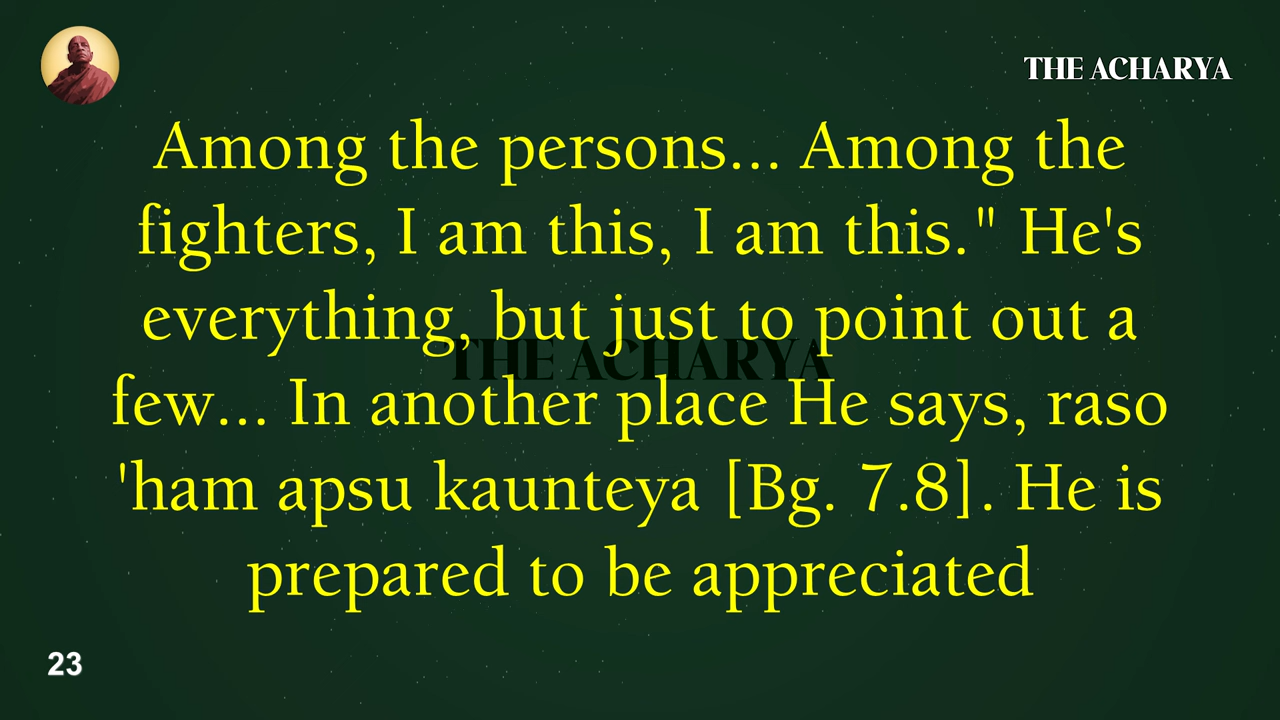 THE ACHARYA
Among the persons... Among the
fighters, I am this, I am this." He's
everything, but just to point out a
THE ACHARYA
few... In another place He says, raso
'ham apsu kaunteya [Bg. 7.8]. He is
prepared to be appreciated
23